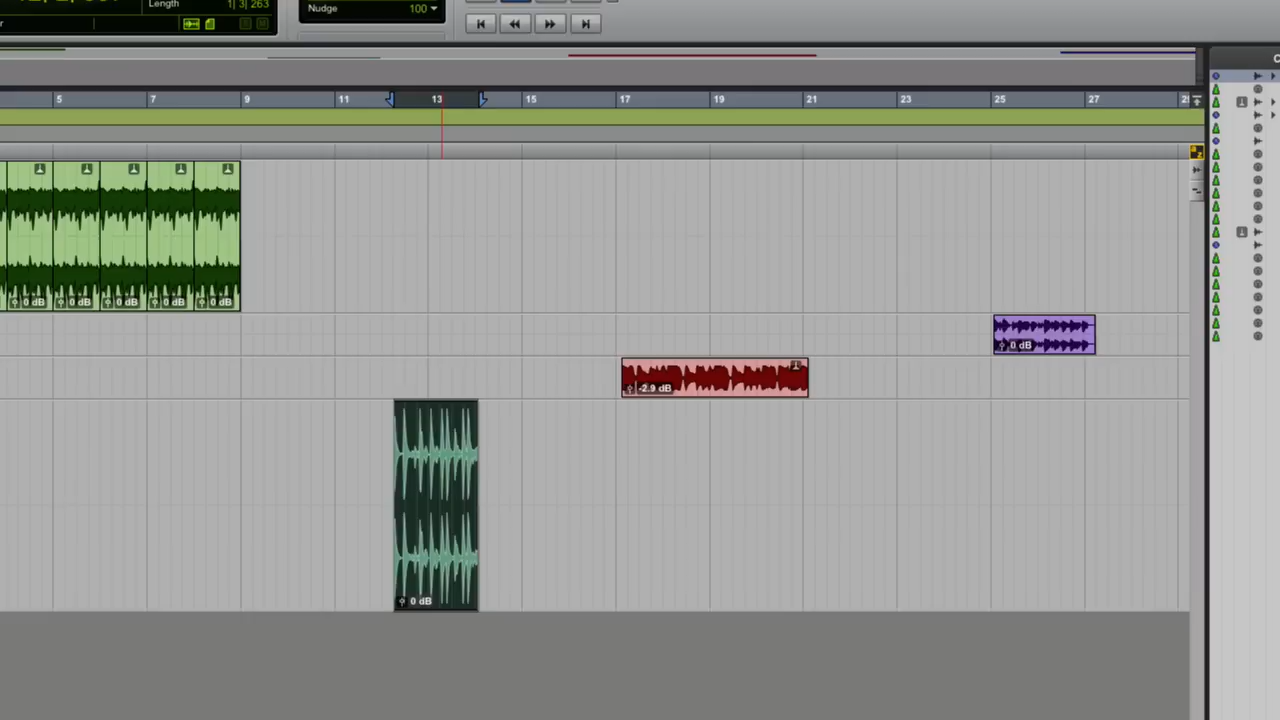 Length
1| 3| 263
Nudge
100
5 7 9 11 13 15 17 19 21 23 25 27
0 dB 0 dB 0 dB 0 dB 0 dB
0 dB
-2.9 dB
0 dB